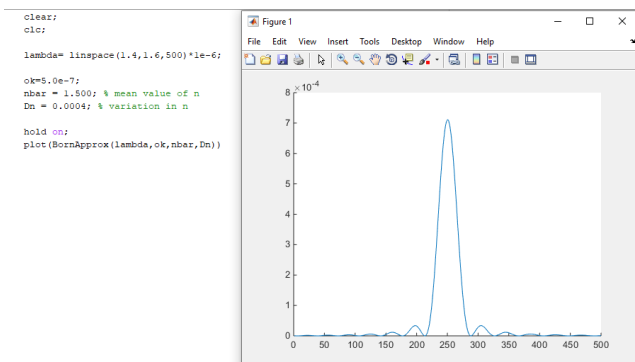 clear;
clc;
lambda= linspace(1.4,1.6,500)*1e-6;
ok=5.0e-7;
nbar = 1.500; % mean value of n
Dn = 0.0004; % variation in n
hold on;
plot(BornApprox(lambda,ok,nbar,Dn))
Figure 1
File Edit View Insert Tools Desktop Window Help
×10⁻⁴
8
7
6
5
4
3
2
1
0
0 50 100 150 200 250 300 350 400 450 500